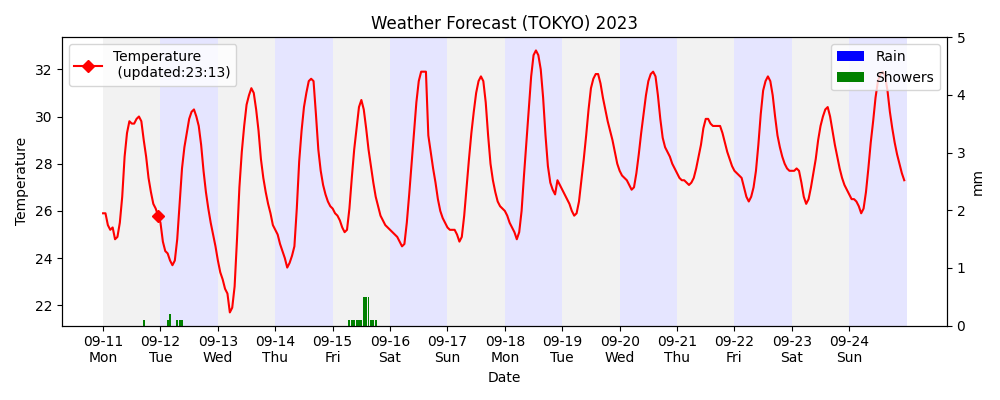 Weather Forecast (TOKYO) 2023
Temperature
(updated:23:13)
Rain
Showers
Temperature
32
30
28
26
24
22
5
4
3
2
1
0
mm
09-11 09-12 09-13 09-14 09-15 09-16 09-17 09-18 09-19 09-20 09-21 09-22 09-23 09-24
Mon Tue Wed Thu Fri Sat Sun Mon Tue Wed Thu Fri Sat Sun
Date